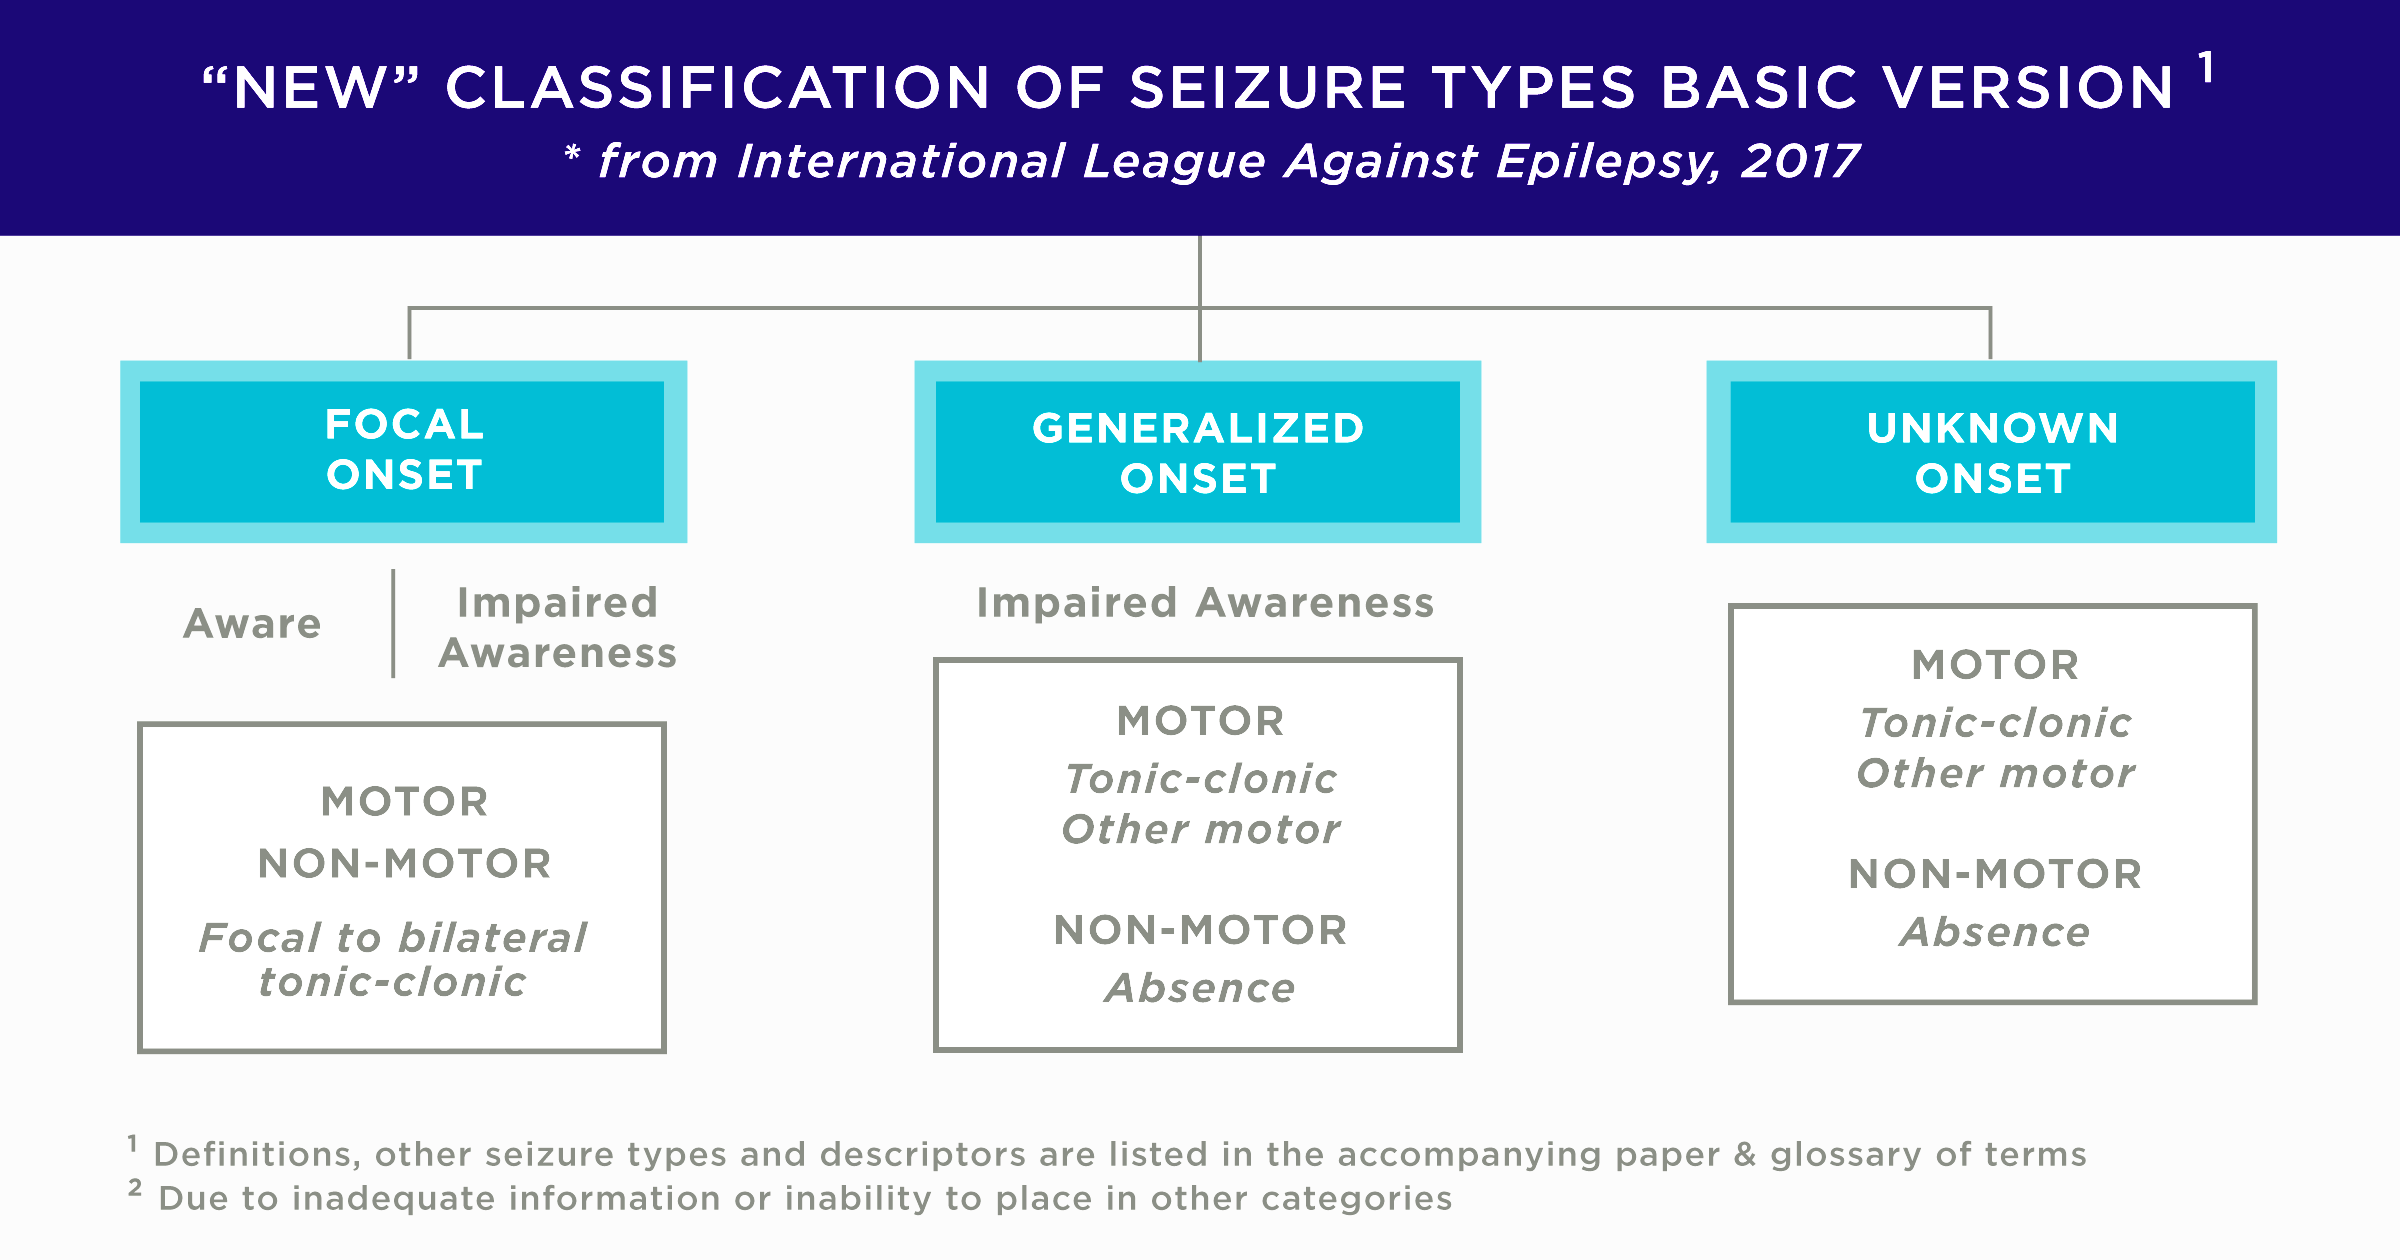 “NEW” CLASSIFICATION OF SEIZURE TYPES BASIC VERSION ¹
* from International League Against Epilepsy, 2017
FOCAL
ONSET
Aware
Impaired
Awareness
MOTOR
NON-MOTOR
Focal to bilateral
tonic-clonic
GENERALIZED
ONSET
Impaired Awareness
MOTOR
Tonic-clonic
Other motor
NON-MOTOR
Absence
UNKNOWN
ONSET
MOTOR
Tonic-clonic
Other motor
NON-MOTOR
Absence
¹ Definitions, other seizure types and descriptors are listed in the accompanying paper & glossary of terms
² Due to inadequate information or inability to place in other categories